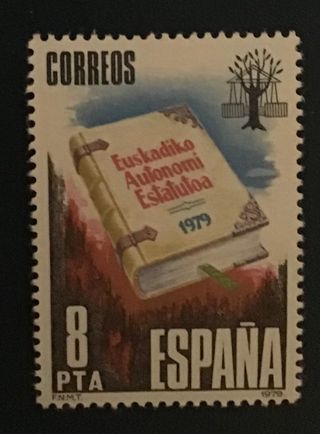 CORREOS
Euskadiko
Autonomi
Estatutoa
1979
8
PTA
ESPAÑA
F.N.M.T.
1979